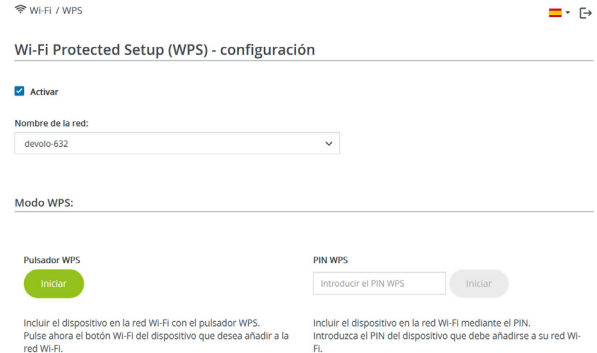 Wi-Fi / WPS
Wi-Fi Protected Setup (WPS) - configuración
Activar
Nombre de la red:
devolo-632
Modo WPS:
Pulsador WPS
Iniciar
Incluir el dispositivo en la red Wi-Fi con el pulsador WPS.
Pulse ahora el botón Wi-Fi del dispositivo que desea añadir a la
red Wi-Fi.
PIN WPS
Introducir el PIN WPS
Iniciar
Incluir el dispositivo en la red Wi-Fi mediante el PIN.
Introduzca el PIN del dispositivo que debe añadirse a su red Wi-
Fi.